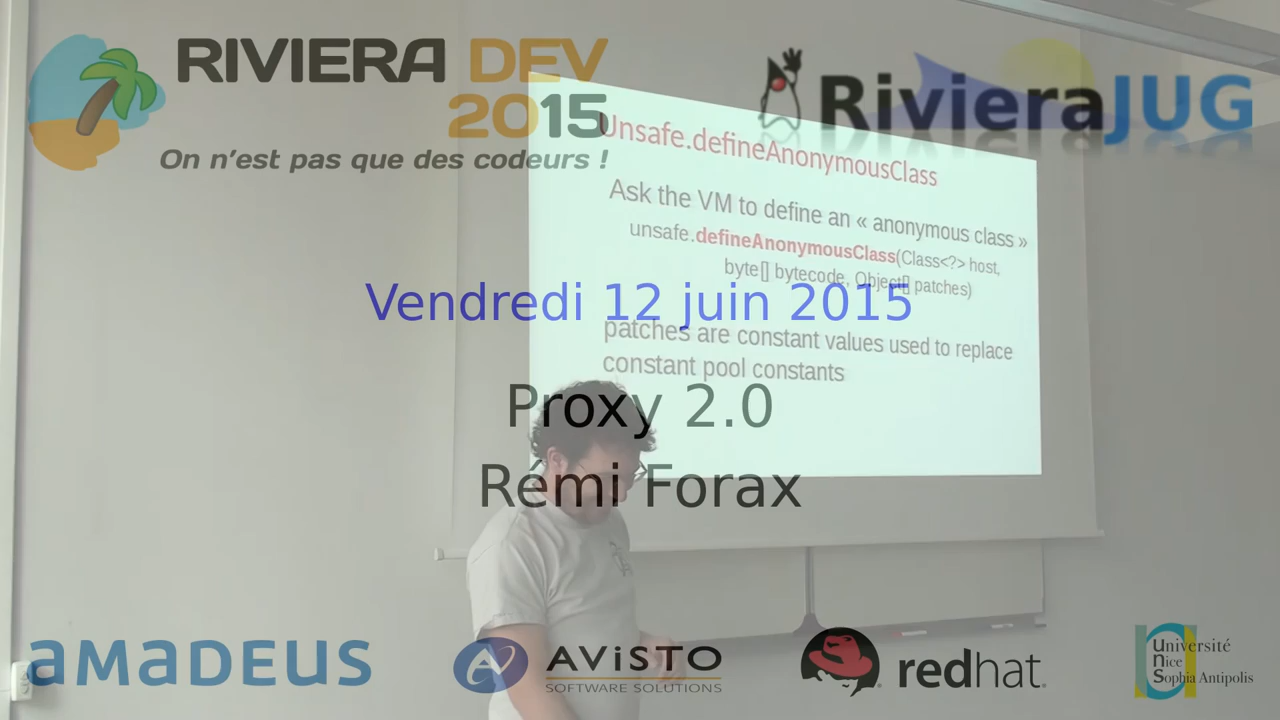 RIVIERA DEV
2015
On n'est pas que des codeurs !
RivieraJUG
Unsafe.defineAnonymousClass
Ask the VM to define an « anonymous class »
unsafe.defineAnonymousClass(Class<?> host,
byte[] bytecode, Object[] patches)
Vendredi 12 juin 2015
patches are constant values used to replace
constant pool constants
Proxy 2.0
Rémi Forax
amadeus
AViSTO
SOFTWARE SOLUTIONS
redhat.
Université
Nice
Sophia Antipolis